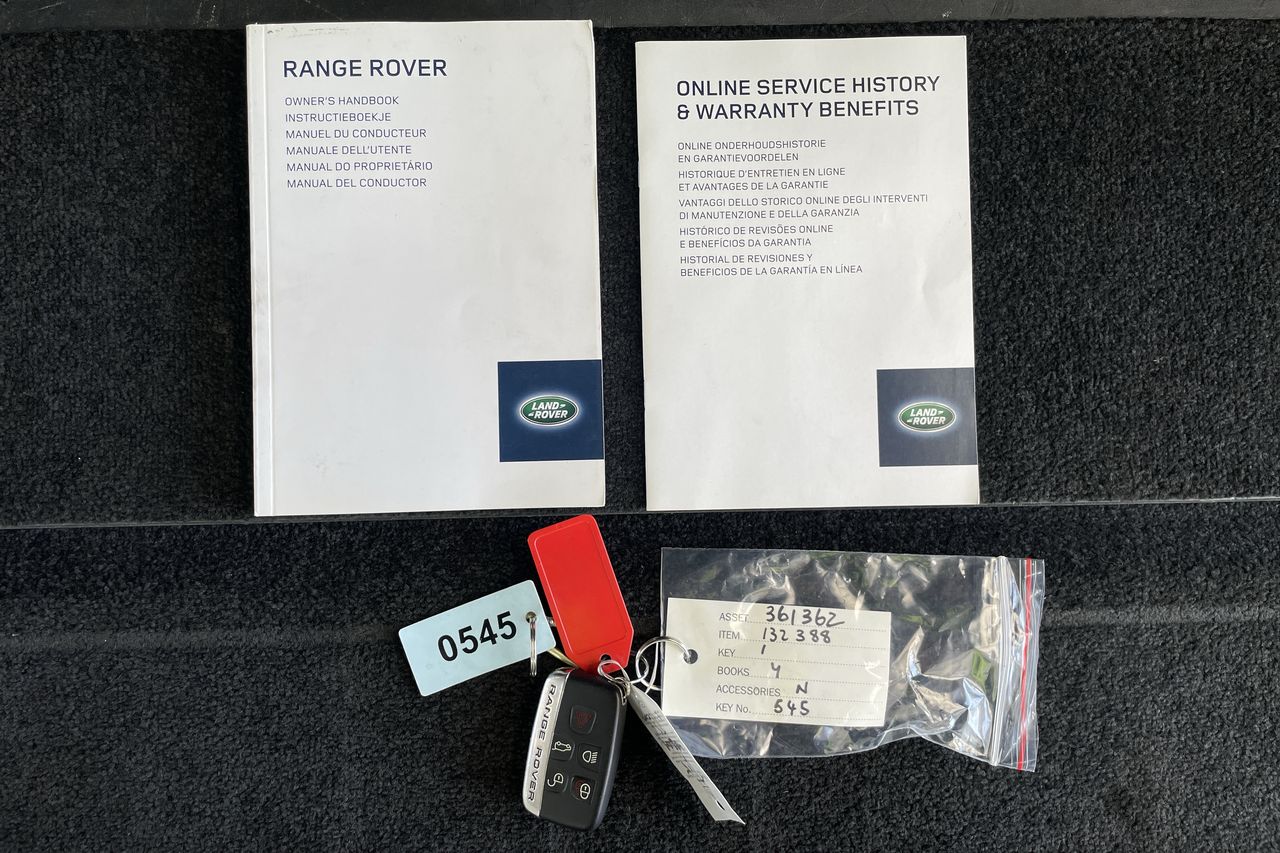 RANGE ROVER
OWNER'S HANDBOOK
INSTRUCTIEBOEKJE
MANUEL DU CONDUCTEUR
MANUALE DELL'UTENTE
MANUAL DO PROPRIETÁRIO
MANUAL DEL CONDUCTOR
LAND-
-ROVER
ONLINE SERVICE HISTORY
& WARRANTY BENEFITS
ONLINE ONDERHOUDSHISTORIE
EN GARANTIEVOORDELEN
HISTORIQUE D'ENTRETIEN EN LIGNE
ET AVANTAGES DE LA GARANTIE
VANTAGGI DELLO STORICO ONLINE DEGLI INTERVENTI
DI MANUTENZIONE E DELLA GARANZIA
HISTÓRICO DE REVISÕES ONLINE
E BENEFÍCIOS DA GARANTIA
HISTORIAL DE REVISIONES Y
BENEFICIOS DE LA GARANTÍA EN LÍNEA
LAND-
-ROVER
0545
RANGE ROVER
ASSET 361362
ITEM 132388
KEY 1
BOOKS 4
ACCESSORIES N
KEY No. 545